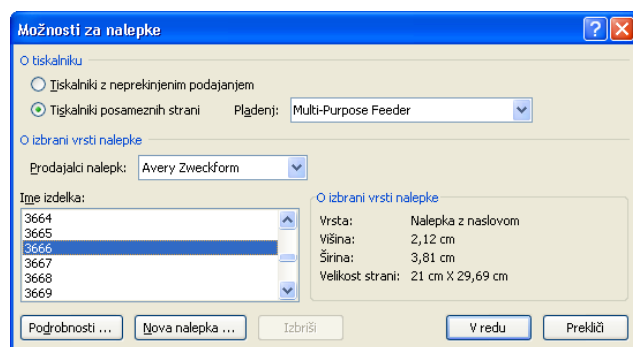 Možnosti za nalepke
O tiskalniku
Tiskalniki z neprekinjenim podajanjem
Tiskalniki posameznih strani Pladenj: Multi-Purpose Feeder
O izbrani vrsti nalepke
Prodajalci nalepk: Avery Zweckform
Ime izdelka:
3664
3665
3666
3667
3668
3669
O izbrani vrsti nalepke
Vrsta: Nalepka z naslovom
Višina: 2,12 cm
Širina: 3,81 cm
Velikost strani: 21 cm X 29,69 cm
Podrobnosti ... Nova nalepka ... Izbriši V redu Prekliči